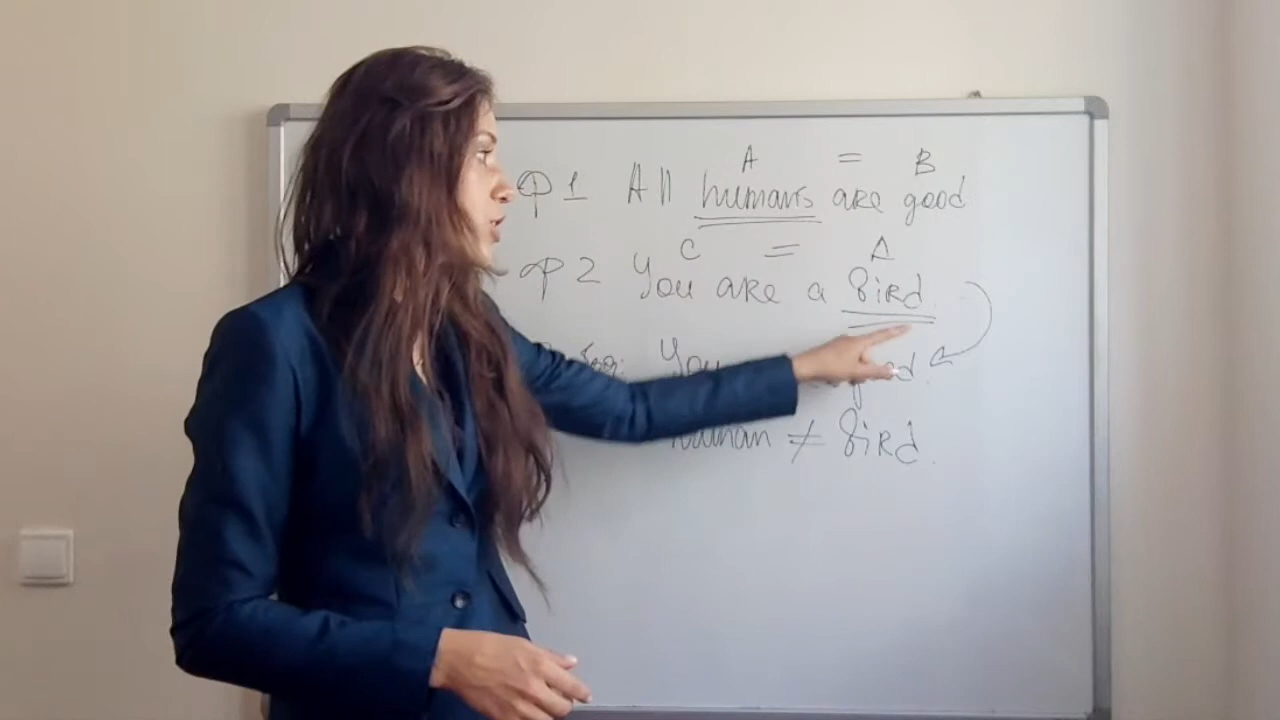 A = B
Ф 1 All humans are good
C = A
Ф 2 You are a Bird
You
human ≠ Bird.